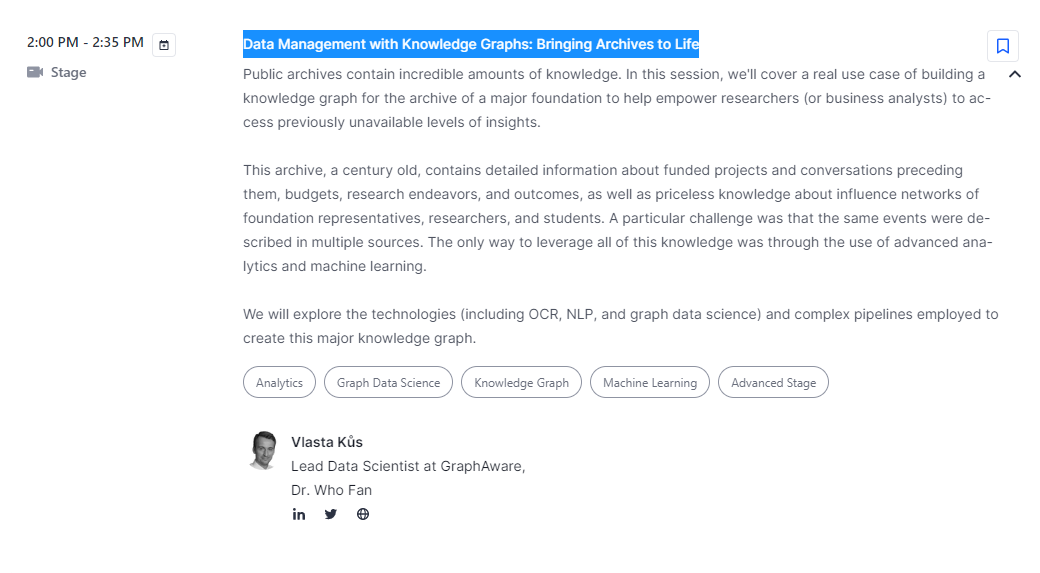 2:00 PM - 2:35 PM
Stage
Data Management with Knowledge Graphs: Bringing Archives to Life
Public archives contain incredible amounts of knowledge. In this session, we'll cover a real use case of building a
knowledge graph for the archive of a major foundation to help empower researchers (or business analysts) to ac-
cess previously unavailable levels of insights.
This archive, a century old, contains detailed information about funded projects and conversations preceding
them, budgets, research endeavors, and outcomes, as well as priceless knowledge about influence networks of
foundation representatives, researchers, and students. A particular challenge was that the same events were de-
scribed in multiple sources. The only way to leverage all of this knowledge was through the use of advanced ana-
lytics and machine learning.
We will explore the technologies (including OCR, NLP, and graph data science) and complex pipelines employed to
create this major knowledge graph.
Analytics Graph Data Science Knowledge Graph Machine Learning Advanced Stage
Vlasta Kůs
Lead Data Scientist at GraphAware,
Dr. Who Fan
in